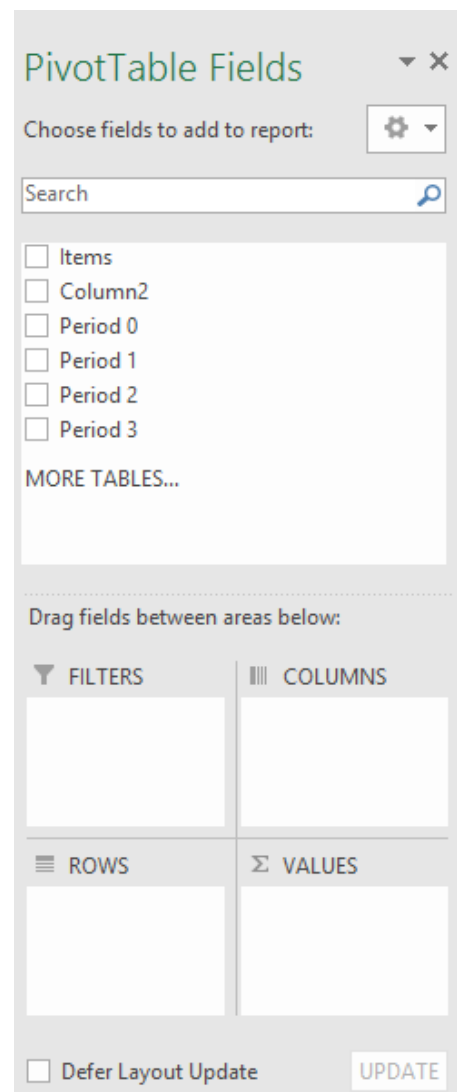 PivotTable Fields
Choose fields to add to report:
Search
Items
Column2
Period 0
Period 1
Period 2
Period 3
MORE TABLES...
Drag fields between areas below:
FILTERS
COLUMNS
ROWS
Σ VALUES
Defer Layout Update
UPDATE